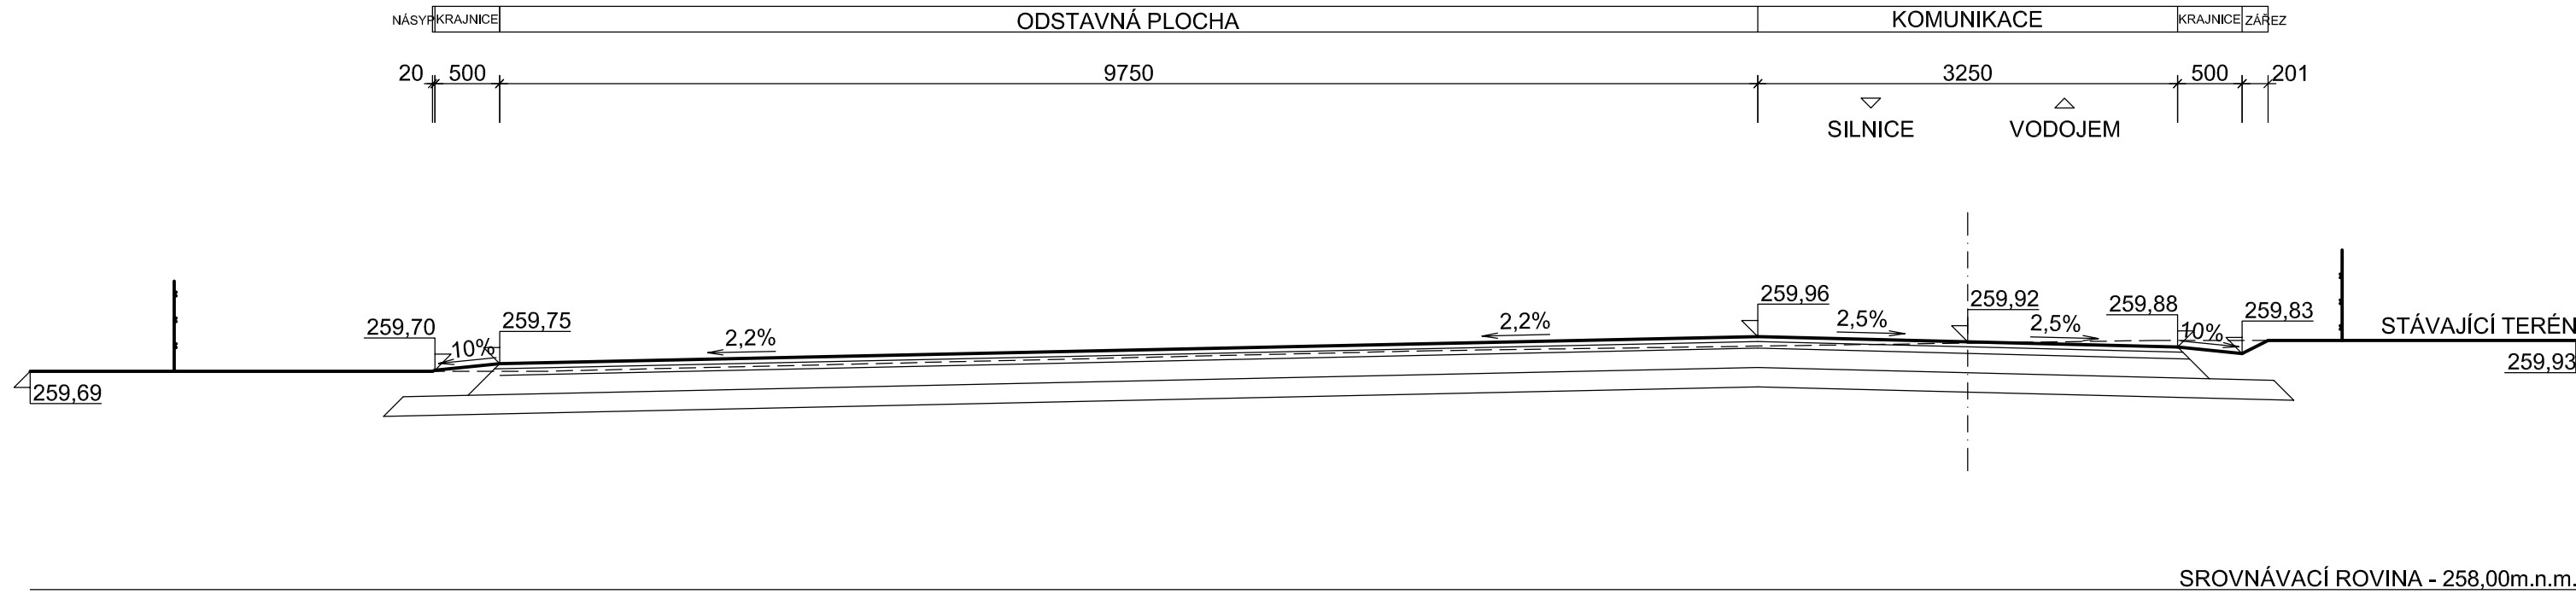 NÁSYP KRAJNICE ODSTAVNÁ PLOCHA KOMUNIKACE KRAJNICE ZÁŘEZ
20 500 9750 3250 500 201
SILNICE VODOJEM
259,96 259,92 259,88 259,83
259,70 259,75 2,2% 2,2% 2,5% 2,5% 10% STÁVAJÍCÍ TERÉN
10%
259,69 259,93
SROVNÁVACÍ ROVINA - 258,00m.n.m.